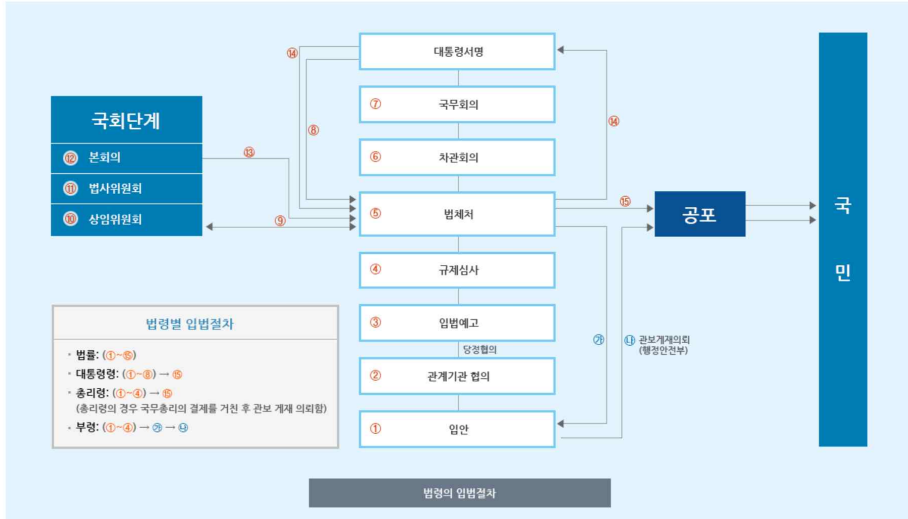 대통령서명
⑭
⑦ 국무회의
⑧
⑭
국회단계
⑥ 차관회의
⑫ 본회의
⑬
⑪ 법사위원회
⑤ 법체처
⑮
공포
국
민
⑩ 상임위원회
⑨
④ 규제심사
법령별 입법절차
③ 입법예고
㉮
㉯ 관보게재의뢰
(행정안전부)
당정협의
• 법률: (①~⑮)
• 대통령령: (①~⑧) → ⑮
② 관계기관 협의
• 총리령: (①~④) → ⑮
(총리령의 경우 국무총리의 결제를 거친 후 관보 게재 의뢰함)
• 부령: (①~④) → ㉮ → ㉯
① 입안
법령의 입법절차